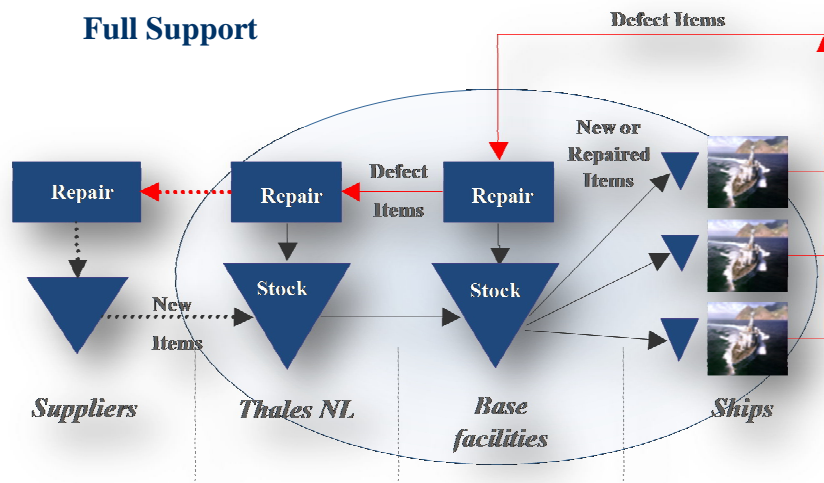 Full Support
Defect Items
New or
Repaired
Items
Repair
Repair
Defect
Items
Repair
Stock
Stock
New
Items
Suppliers
Thales NL
Base
facilities
Ships